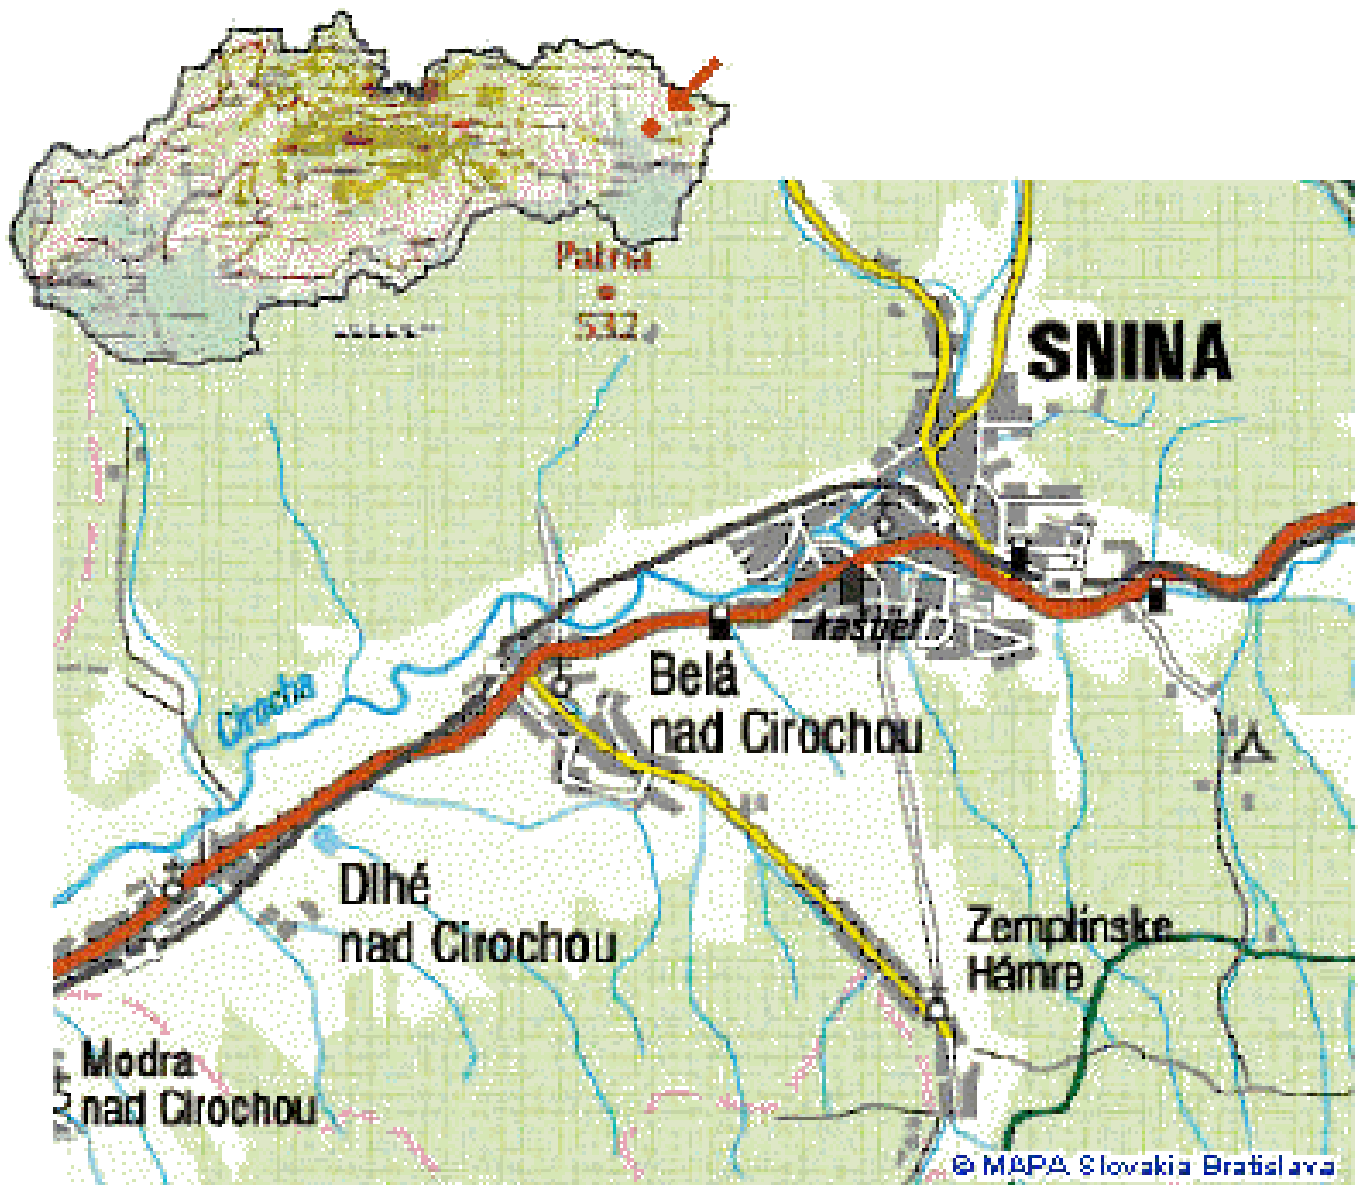 Patria
532
SNINA
kaštieľ
Belá
nad Cirochou
Cirocha
Dlhé
nad Cirochou
Zemplínske
Hámre
Modra
nad Cirochou
© MAPA Slovakia Bratislava